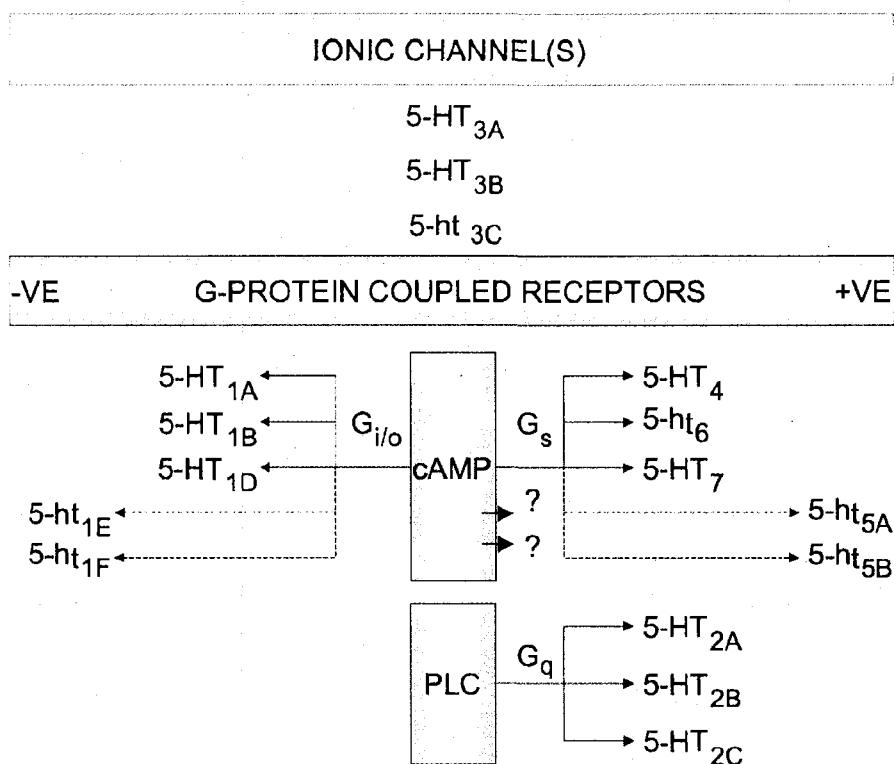 IONIC CHANNEL(S)
5-HT3A
5-HT3B
5-ht 3C
-VE G-PROTEIN COUPLED RECEPTORS +VE
5-HT1A 5-HT4
5-HT1B Gi/o Gs 5-ht6
5-HT1D cAMP 5-HT7
5-ht1E ? 5-ht5A
5-ht1F ? 5-ht5B
5-HT2A
PLC Gq 5-HT2B
5-HT2C